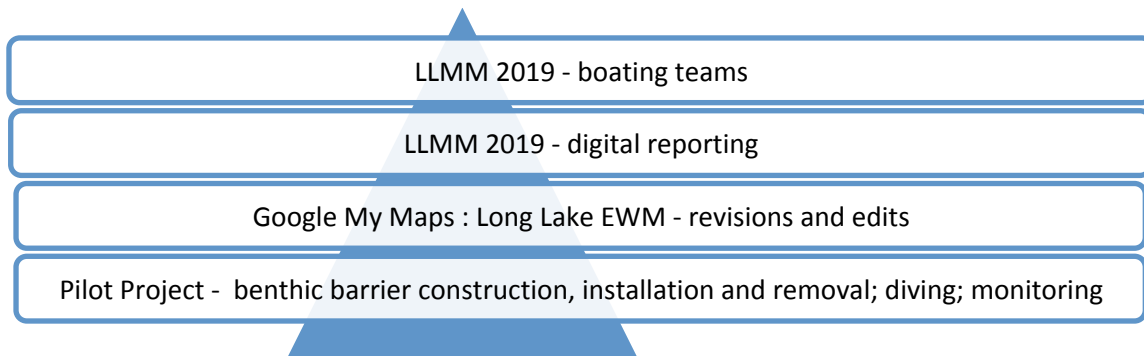 LLMM 2019 - boating teams
LLMM 2019 - digital reporting
Google My Maps : Long Lake EWM - revisions and edits
Pilot Project - benthic barrier construction, installation and removal; diving; monitoring